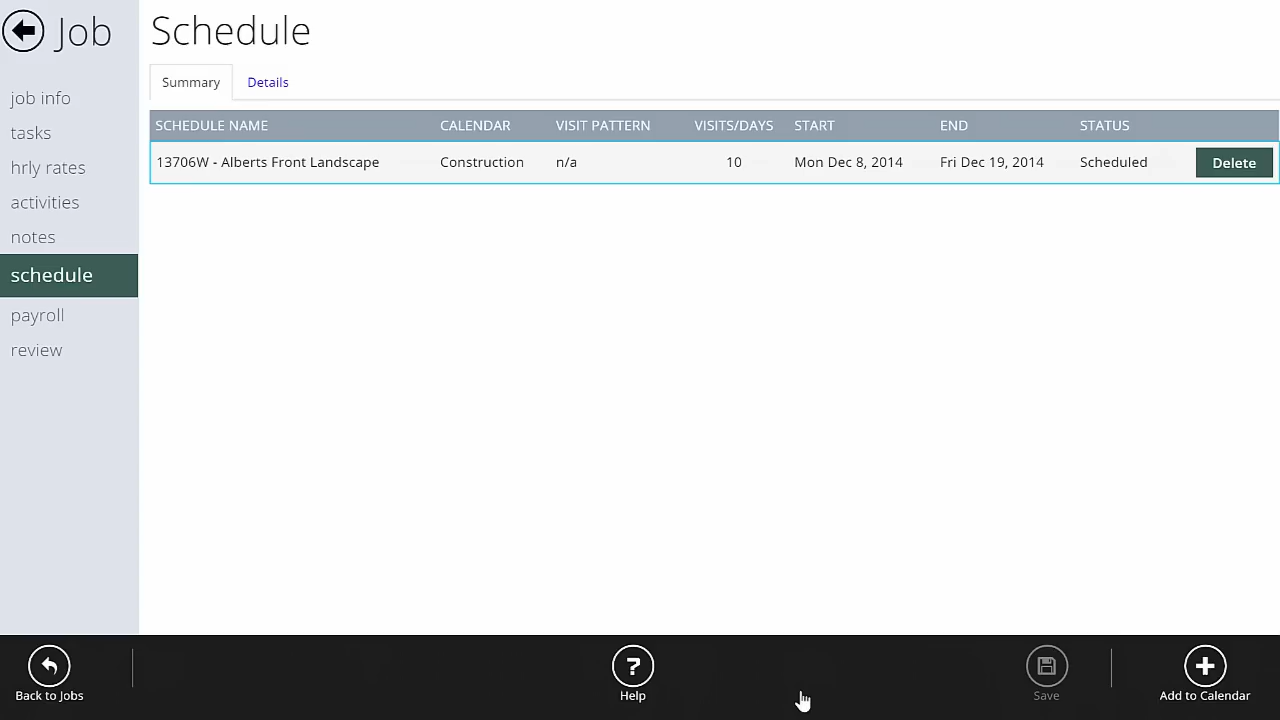 Job
Schedule
Summary Details
job info
tasks
hrly rates
activities
notes
schedule
payroll
review
SCHEDULE NAME CALENDAR VISIT PATTERN VISITS/DAYS START END STATUS
13706W - Alberts Front Landscape Construction n/a 10 Mon Dec 8, 2014 Fri Dec 19, 2014 Scheduled Delete
?
Back to Jobs Help Save Add to Calendar